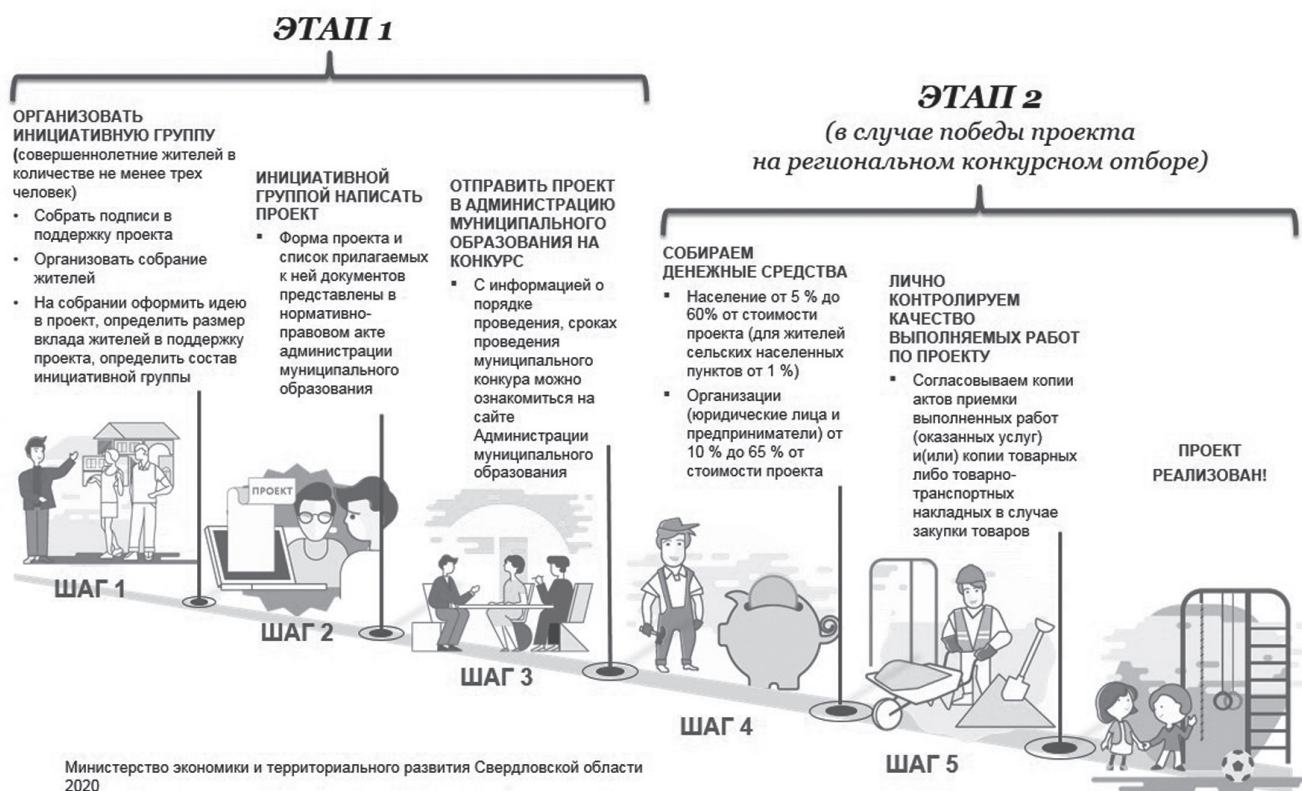 ЭТАП 1
ОРГАНИЗОВАТЬ
ИНИЦИАТИВНУЮ ГРУППУ
(совершеннолетние жителей в
количестве не менее трех
человек)
• Собрать подписи в
поддержку проекта
• Организовать собрание
жителей
• На собрании оформить идею
в проект, определить размер
вклада жителей в поддержку
проекта, определить состав
инициативной группы
ШАГ 1
ИНИЦИАТИВНОЙ
ГРУППОЙ НАПИСАТЬ
ПРОЕКТ
▪ Форма проекта и
список прилагаемых
к ней документов
представлены в
нормативно-
правовом акте
администрации
муниципального
образования
ПРОЕКТ
ШАГ 2
ОТПРАВИТЬ ПРОЕКТ
В АДМИНИСТРАЦИЮ
МУНИЦИПАЛЬНОГО
ОБРАЗОВАНИЯ НА
КОНКУРС
▪ С информацией о
порядке
проведения, сроках
проведения
муниципального
конкура можно
ознакомиться на
сайте
Администрации
муниципального
образования
ШАГ 3
ЭТАП 2
(в случае победы проекта
на региональном конкурсном отборе)
СОБИРАЕМ
ДЕНЕЖНЫЕ СРЕДСТВА
▪ Население от 5 % до
60% от стоимости
проекта (для жителей
сельских населенных
пунктов от 1 %)
▪ Организации
(юридические лица и
предприниматели) от
10 % до 65 % от
стоимости проекта
ШАГ 4
ЛИЧНО
КОНТРОЛИРУЕМ
КАЧЕСТВО
ВЫПОЛНЯЕМЫХ РАБОТ
ПО ПРОЕКТУ
▪ Согласовываем копии
актов приемки
выполненных работ
(оказанных услуг)
и(или) копии товарных
либо товарно-
транспортных
накладных в случае
закупки товаров
ШАГ 5
ПРОЕКТ
РЕАЛИЗОВАН!
Министерство экономики и территориального развития Свердловской области
2020